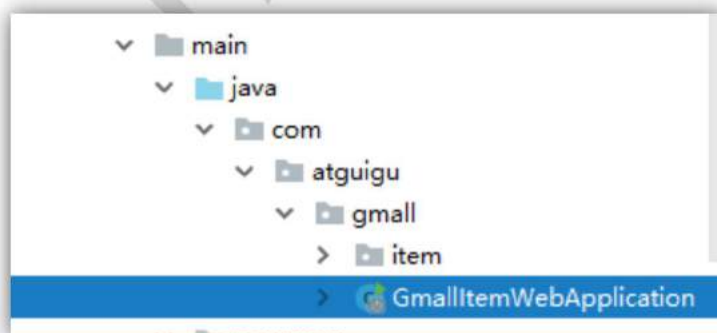 main
java
com
atguigu
gmall
item
GmallItemWebApplication